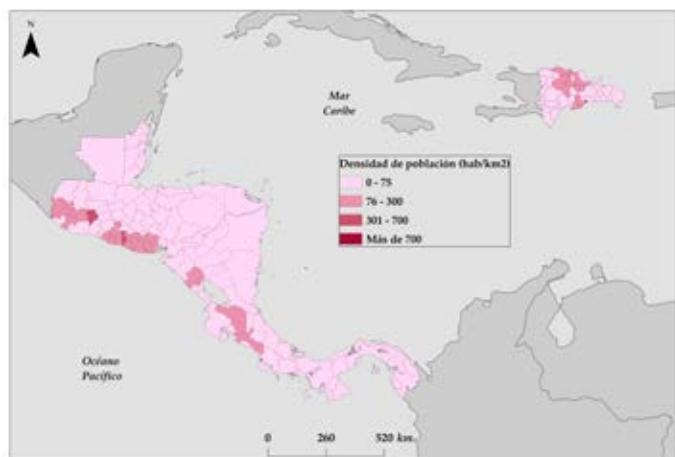 N
Mar
Caribe
Densidad de población (hab/km2)
0 - 75
76 - 300
301 - 700
Más de 700
Océano
Pacífico
0 260 520 km.